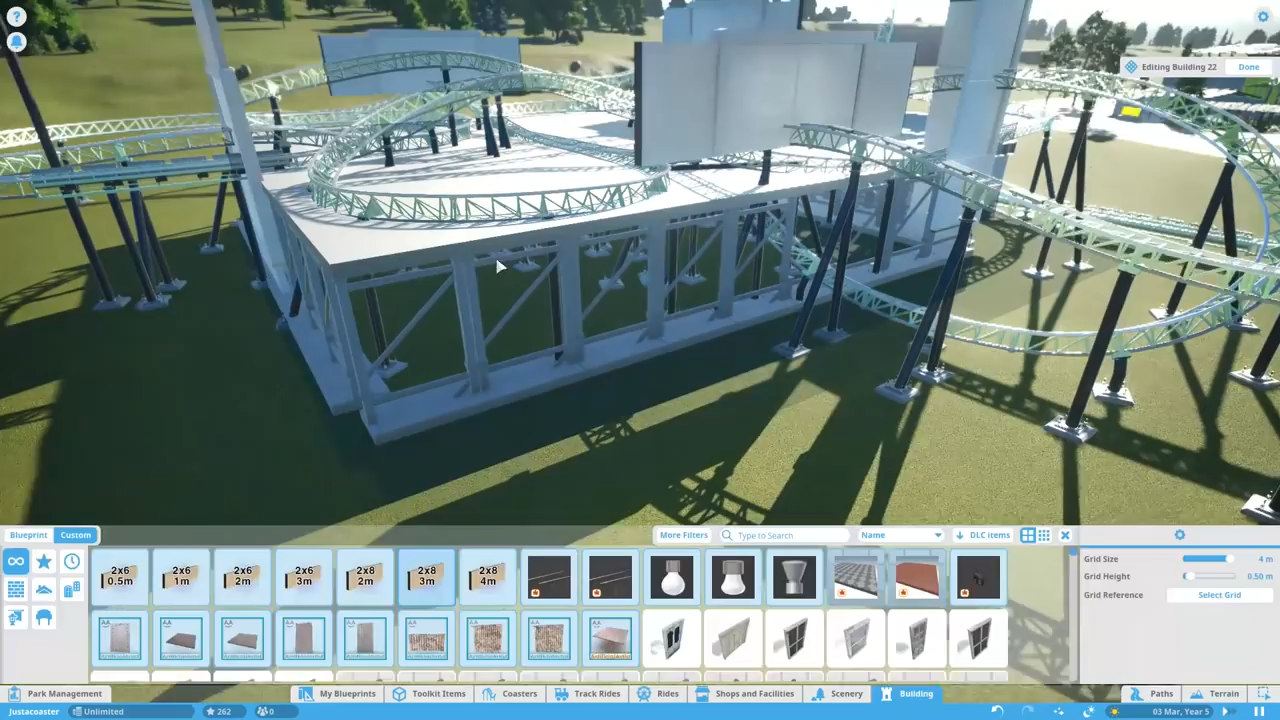 ?
Editing Building 22 Done
Blueprint Custom More Filters Type to Search Name DLC items
2x6 0.5m
2x6 1m
2x6 2m
2x6 3m
2x8 2m
2x8 3m
2x8 4m
Grid Size 4 m
Grid Height 0.50 m
Grid Reference Select Grid
Park Management My Blueprints Toolkit Items Coasters Track Rides Rides Shops and Facilities Scenery Building Paths Terrain
Justacoaster Unlimited 262 0 03 Mar, Year 5